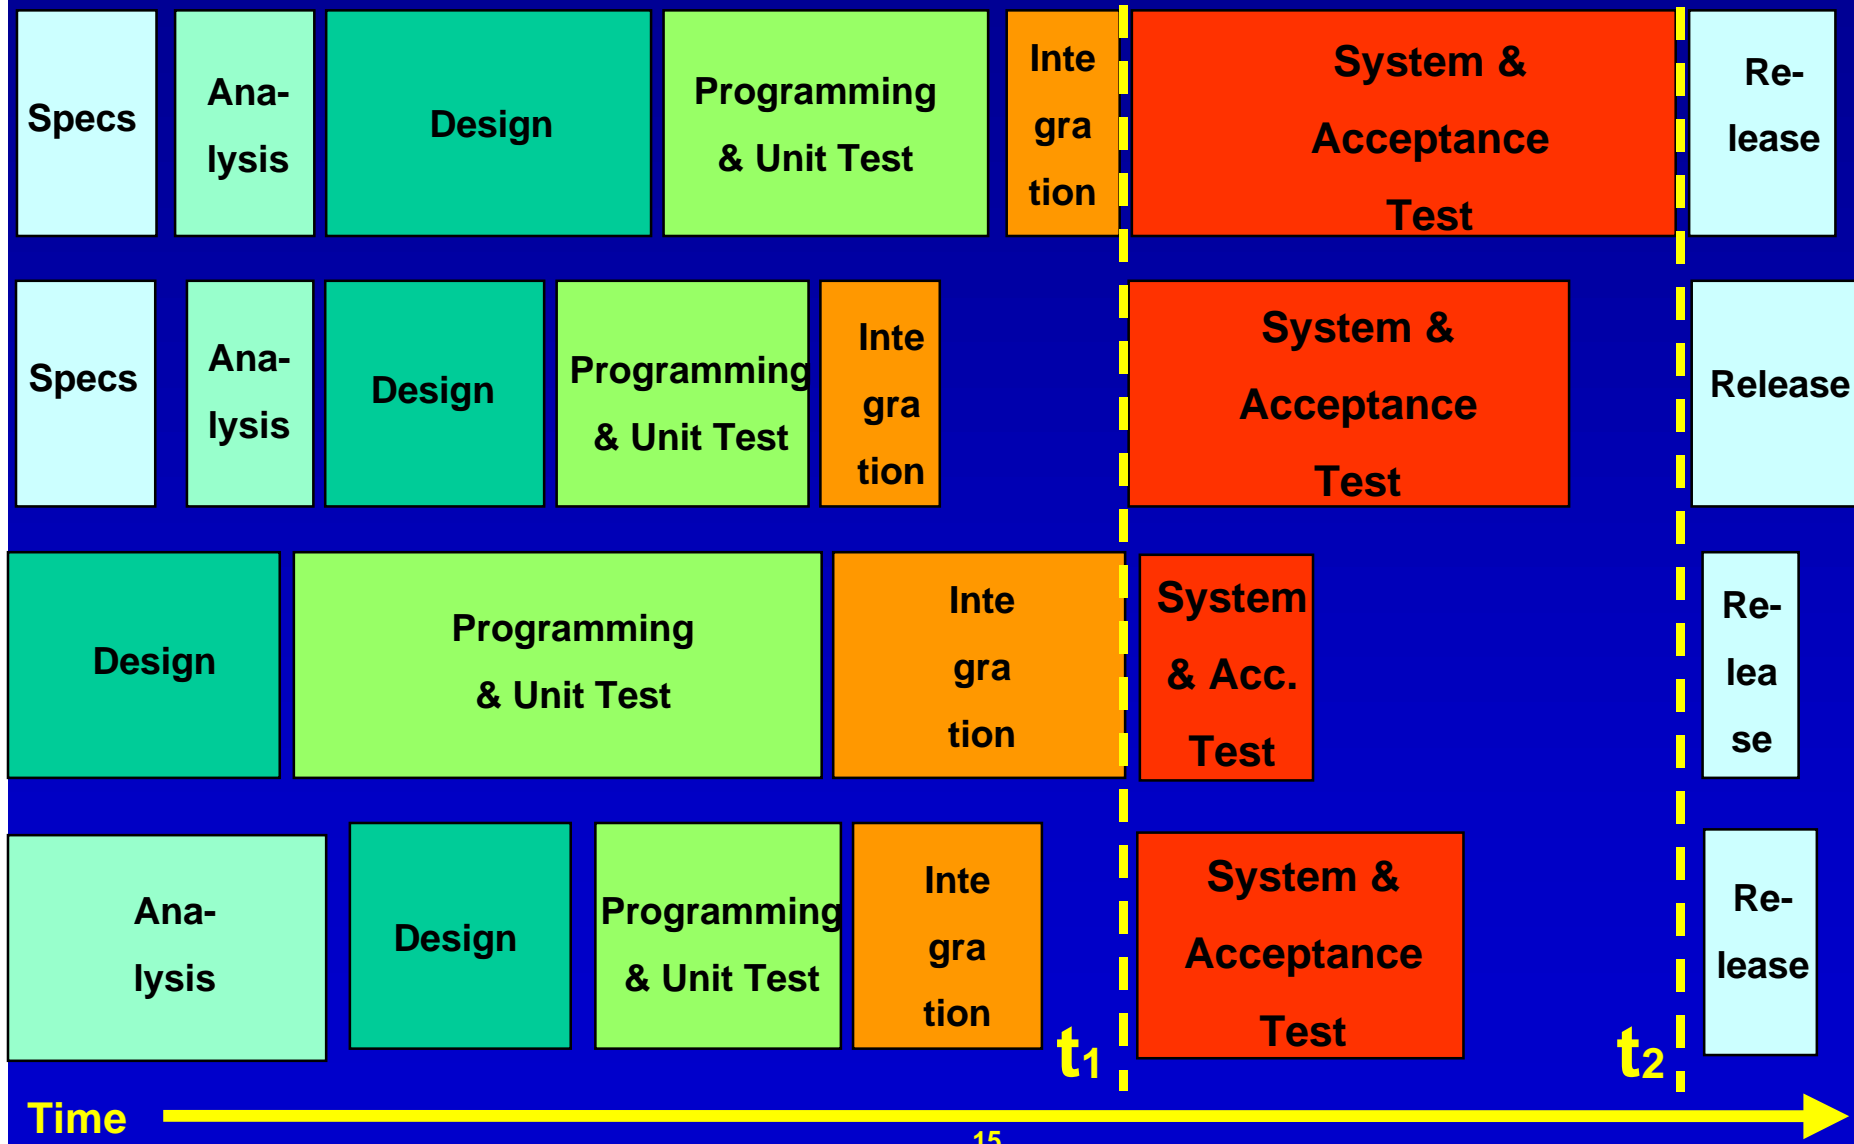 Specs
Ana-
lysis
Design
Programming
& Unit Test
Inte
gra
tion
System &
Acceptance
Test
Re-
lease
Specs
Ana-
lysis
Design
Programming
& Unit Test
Inte
gra
tion
System &
Acceptance
Test
Release
Design
Programming
& Unit Test
Inte
gra
tion
System
& Acc.
Test
Re-
lea
se
Ana-
lysis
Design
Programming
& Unit Test
Inte
gra
tion
System &
Acceptance
Test
Re-
lease
t1
t2
Time
15